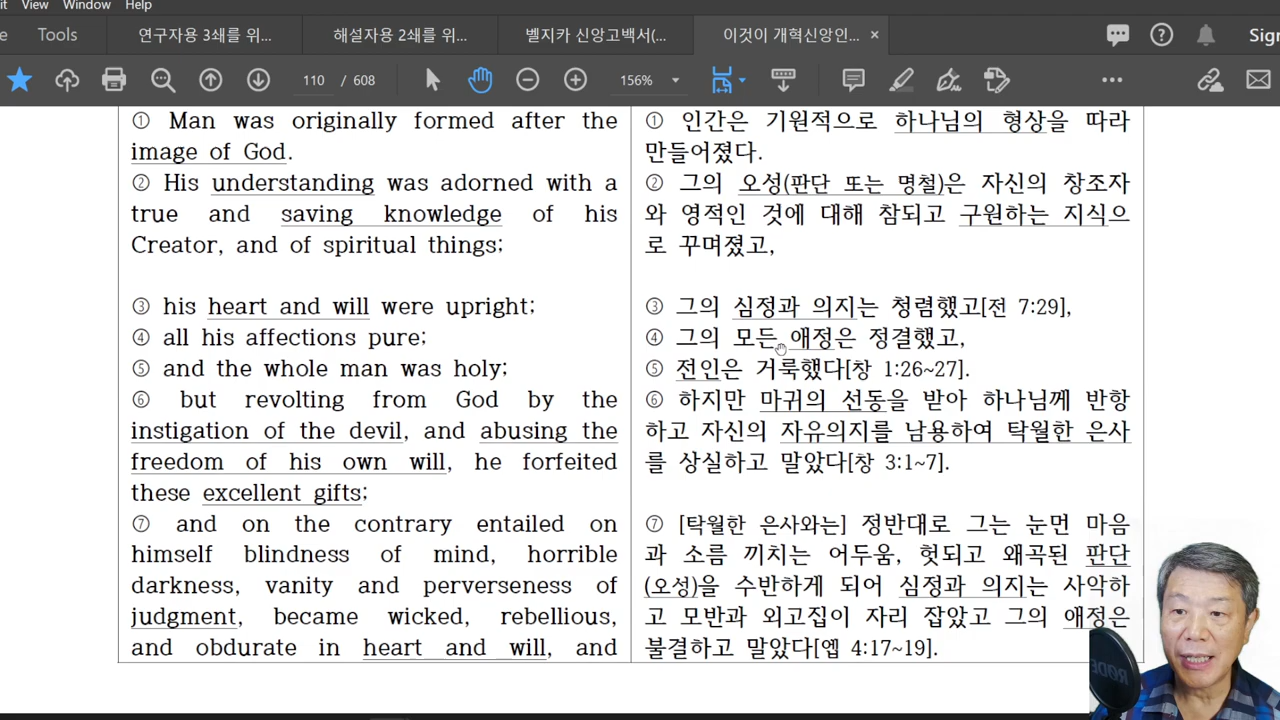 View Window Help
Tools
연구자용 3쇄를 위...
해설자용 2쇄를 위...
벨지카 신앙고백서(...
이것이 개혁신앙인... ×
Sign
110 / 608
156%
① Man was originally formed after the
image of God.
② His understanding was adorned with a
true and saving knowledge of his
Creator, and of spiritual things;
③ his heart and will were upright;
④ all his affections pure;
⑤ and the whole man was holy;
⑥ but revolting from God by the
instigation of the devil, and abusing the
freedom of his own will, he forfeited
these excellent gifts;
⑦ and on the contrary entailed on
himself blindness of mind, horrible
darkness, vanity and perverseness of
judgment, became wicked, rebellious,
and obdurate in heart and will, and
① 인간은 기원적으로 하나님의 형상을 따라
만들어졌다.
② 그의 오성(판단 또는 명철)은 자신의 창조자
와 영적인 것에 대해 참되고 구원하는 지식으
로 꾸며졌고,
③ 그의 심정과 의지는 청렴했고[전 7:29],
④ 그의 모든 애정은 정결했고,
⑤ 전인은 거룩했다[창 1:26~27].
⑥ 하지만 마귀의 선동을 받아 하나님께 반항
하고 자신의 자유의지를 남용하여 탁월한 은사
를 상실하고 말았다[창 3:1~7].
⑦ [탁월한 은사와는] 정반대로 그는 눈먼 마음
과 소름 끼치는 어두움, 헛되고 왜곡된 판단
(오성)을 수반하게 되어 심정과 의지는 사악하
고 모반과 외고집이 자리 잡았고 그의 애정은
불결하고 말았다[엡 4:17~19].
RØDE